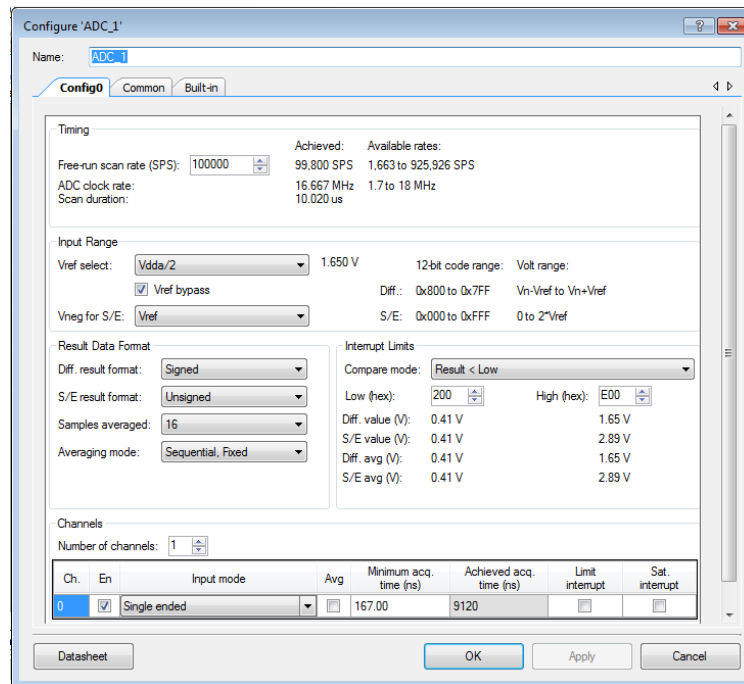 Configure 'ADC_1'
Name: ADC_1
Config0 Common Built-in
Timing
Achieved: Available rates:
Free-run scan rate (SPS): 100000 99,800 SPS 1,663 to 925,926 SPS
ADC clock rate: 16.667 MHz 1.7 to 18 MHz
Scan duration: 10.020 us
Input Range
Vref select: Vdda/2 1.650 V 12-bit code range: Volt range:
Vref bypass Diff.: 0x800 to 0x7FF Vn-Vref to Vn+Vref
Vneg for S/E: Vref S/E: 0x000 to 0xFFF 0 to 2*Vref
Result Data Format
Diff. result format: Signed
S/E result format: Unsigned
Samples averaged: 16
Averaging mode: Sequential, Fixed
Interrupt Limits
Compare mode: Result < Low
Low (hex): 200 High (hex): E00
Diff. value (V): 0.41 V 1.65 V
S/E value (V): 0.41 V 2.89 V
Diff. avg (V): 0.41 V 1.65 V
S/E avg (V): 0.41 V 2.89 V
Channels
Number of channels: 1
Ch. En Input mode Avg Minimum acq. time (ns) Achieved acq. time (ns) Limit interrupt Sat. interrupt
0 Single ended 167.00 9120
Datasheet OK Apply Cancel